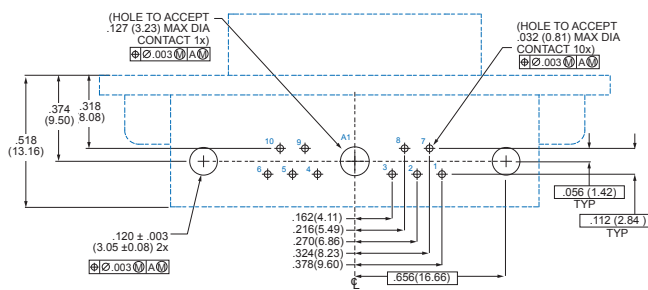 (HOLE TO ACCEPT
.127 (3.23) MAX DIA
CONTACT 1x)
⌖ Ø.003 Ⓜ A Ⓜ
(HOLE TO ACCEPT
.032 (0.81) MAX DIA
CONTACT 10x)
⌖ Ø.003 Ⓜ A Ⓜ
.318
8.08)
.374
(9.50)
.518
(13.16)
10 9 A1 8 7
6 5 4 3 2 1
.056 (1.42)
TYP
.112 (2.84 )
TYP
.120 ± .003
(3.05 ±0.08) 2x
⌖ Ø.003 Ⓜ A Ⓜ
.162(4.11)
.216(5.49)
.270(6.86)
.324(8.23)
.378(9.60)
.656(16.66)
℄